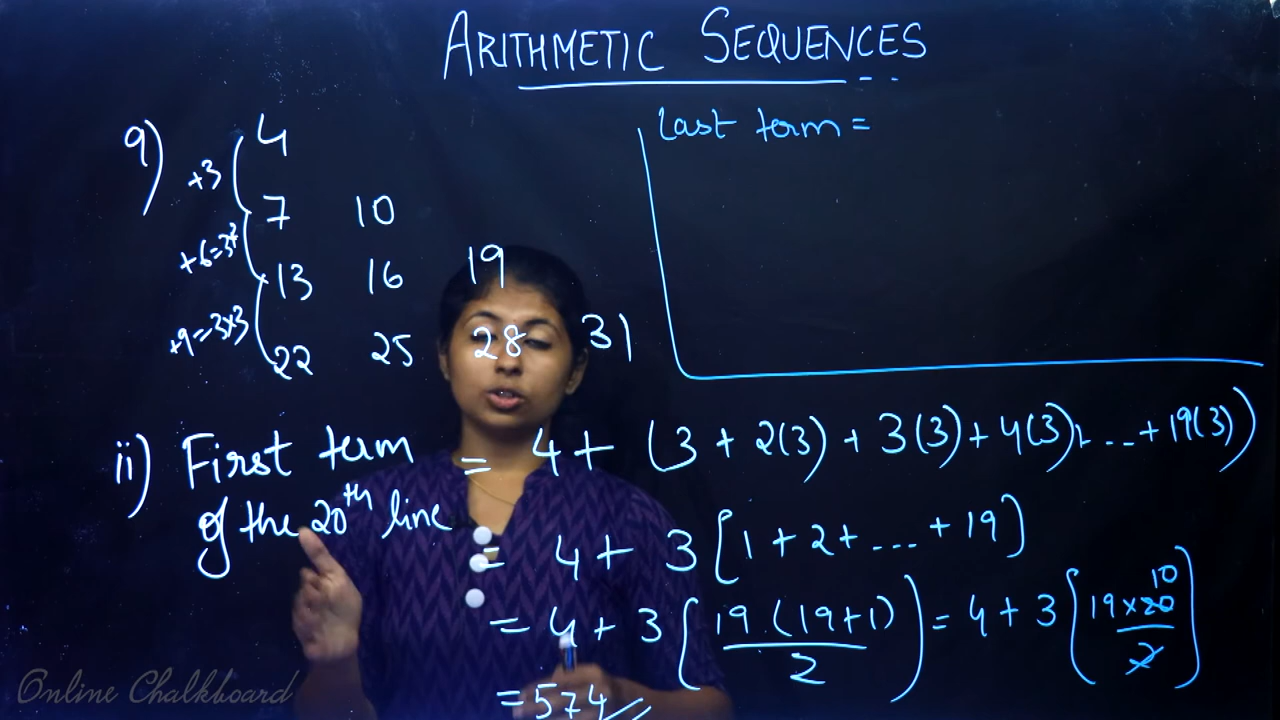 ARITHMETIC SEQUENCES
9)
4
+3
7 10
+6=3×2
13 16 19
+9=3×3
22 25 28 31
Last term =
ii) First term of the 20th line = 4 + (3 + 2(3) + 3(3) + 4(3) + ... + 19(3))
= 4 + 3 [1 + 2 + ... + 19]
= 4 + 3 [19 (19+1) / 2] = 4 + 3 [19 × 20 / 2]
10
= 574
Online Chalkboard